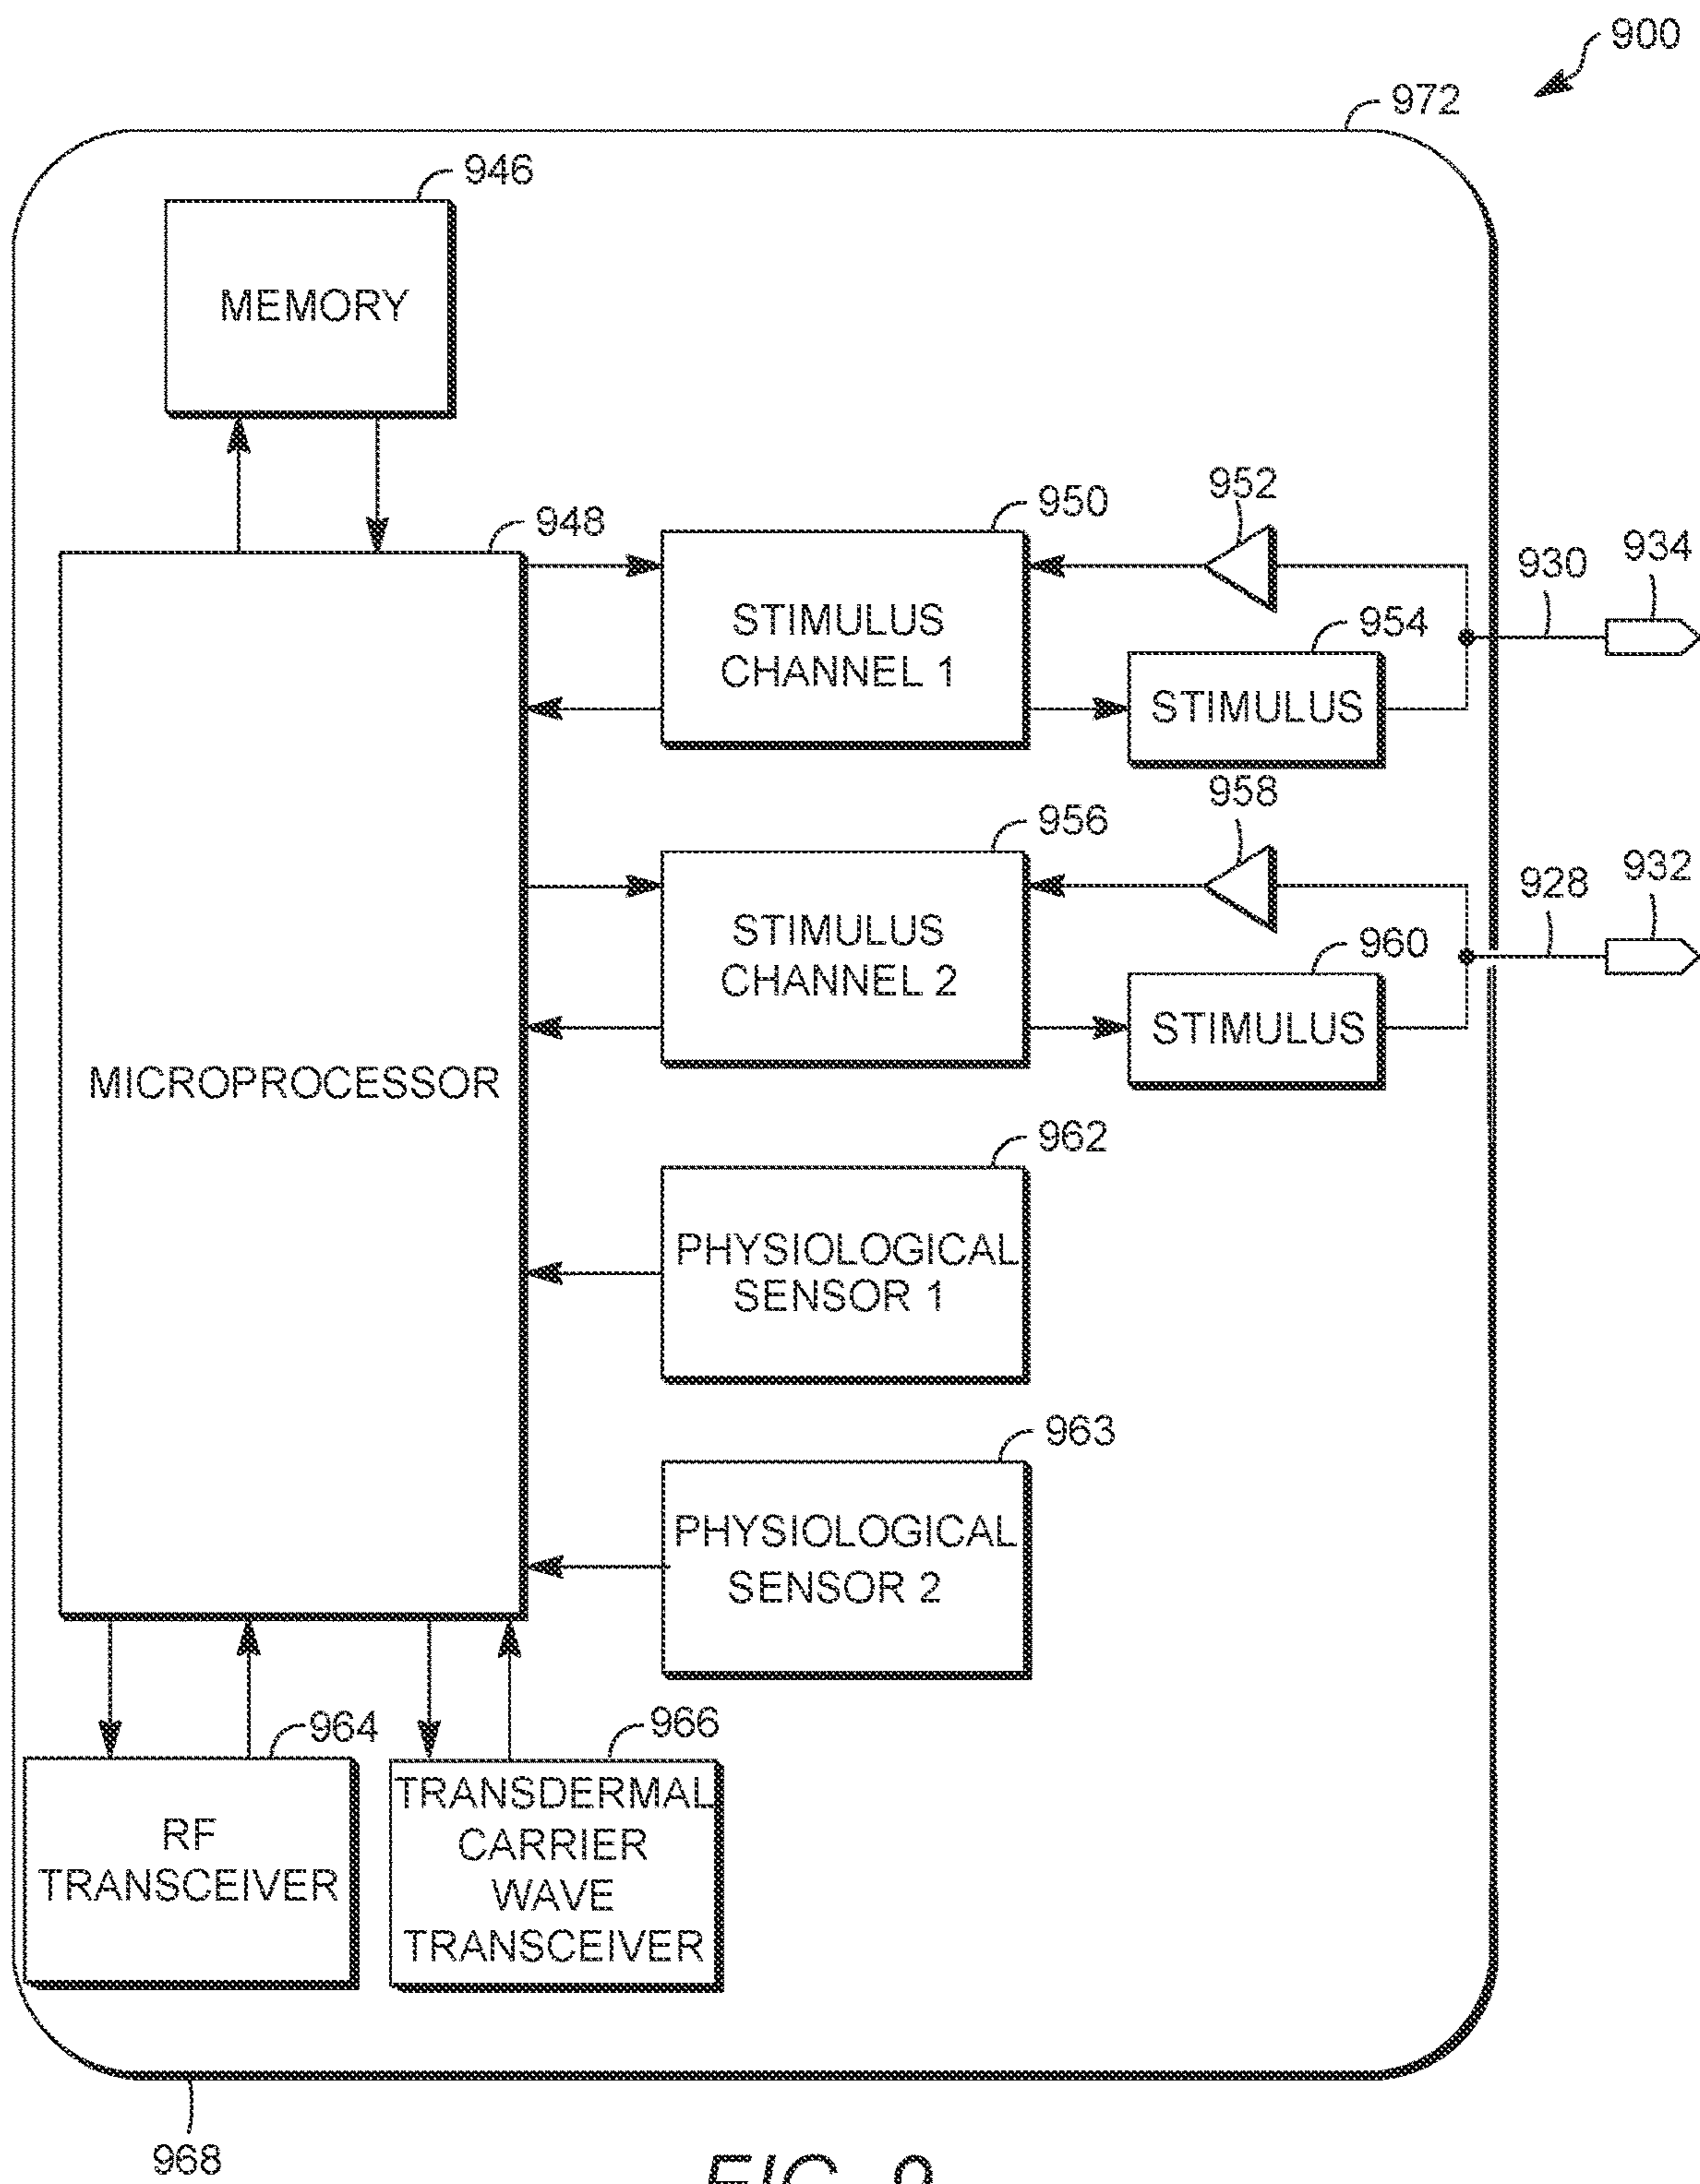 900
972
946
MEMORY
948
950
952
930
934
STIMULUS
CHANNEL 1
954
STIMULUS
956
958
928
932
STIMULUS
CHANNEL 2
960
STIMULUS
MICROPROCESSOR
962
PHYSIOLOGICAL
SENSOR 1
963
PHYSIOLOGICAL
SENSOR 2
964
966
RF
TRANSCEIVER
TRANSDERMAL
CARRIER
WAVE
TRANSCEIVER
968
FIG. 9